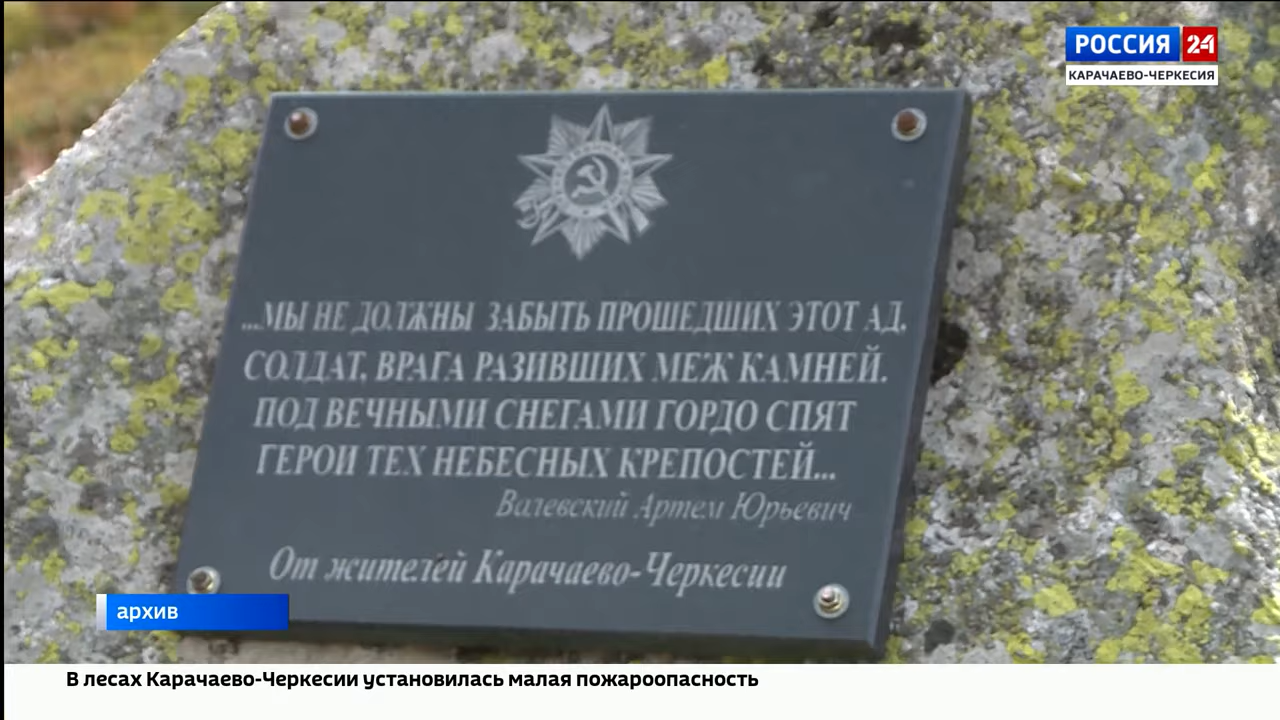 РОССИЯ 24
КАРАЧАЕВО-ЧЕРКЕСИЯ
...МЫ НЕ ДОЛЖНЫ ЗАБЫТЬ ПРОШЕДШИХ ЭТОТ АД,
СОЛДАТ, ВРАГА РАЗИВШИХ МЕЖ КАМНЕЙ.
ПОД ВЕЧНЫМИ СНЕГАМИ ГОРДО СПЯТ
ГЕРОИ ТЕХ НЕБЕСНЫХ КРЕПОСТЕЙ...
Валевский Артем Юрьевич
От жителей Карачаево-Черкесии
архив
В лесах Карачаево-Черкесии установилась малая пожароопасность